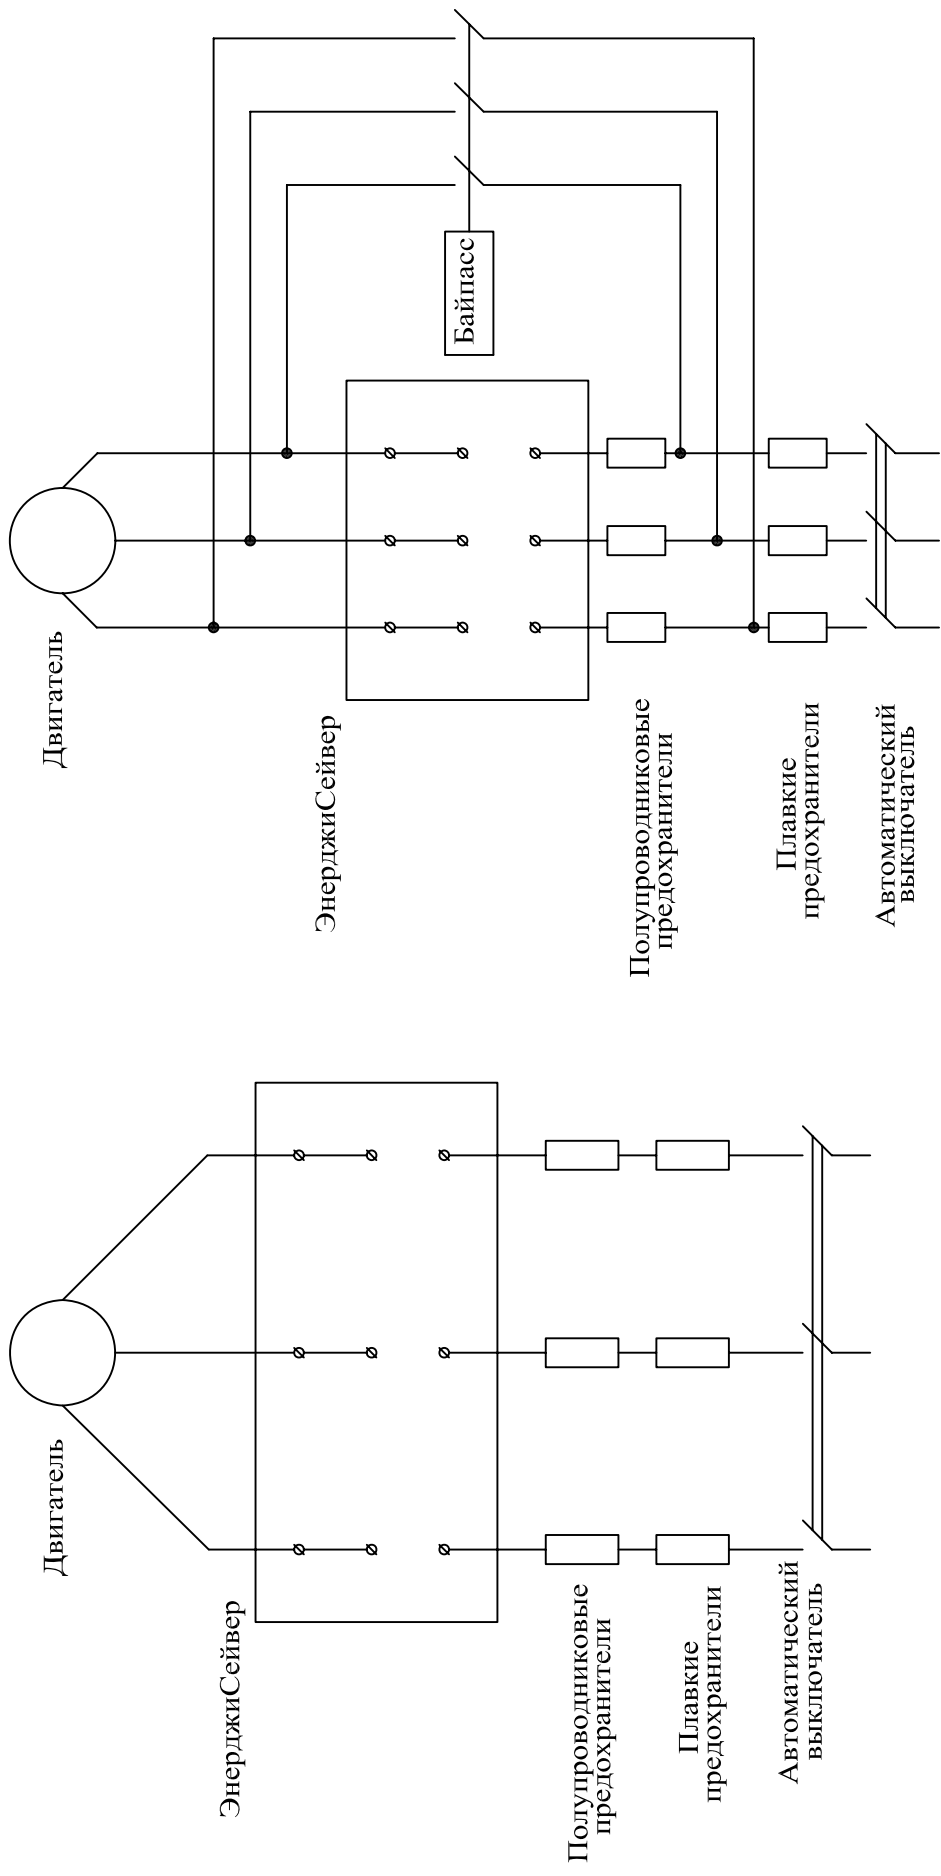 Двигатель
ЭнерджиСейвер
Полупроводниковые
предохранители
Плавкие
предохранители
Автоматический
выключатель
Двигатель
ЭнерджиСейвер
Байпасс
Полупроводниковые
предохранители
Плавкие
предохранители
Автоматический
выключатель